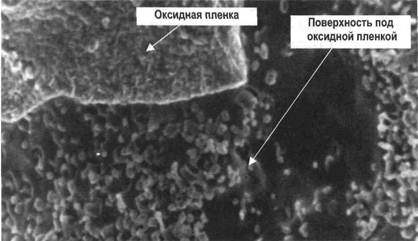 Оксидная пленка
Поверхность под
оксидной пленкой